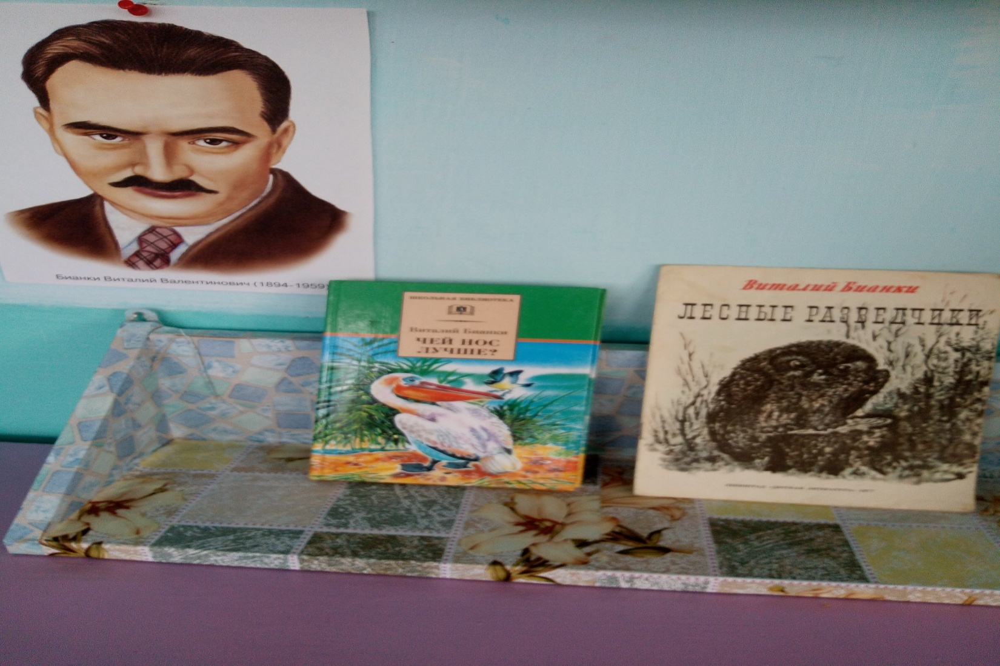 Бианки Виталий Валентинович (1894-1959)
ШКОЛЬНАЯ БИБЛИОТЕКА
Виталий Бианки
ЧЕЙ НОС
ЛУЧШЕ?
Виталий Бианки
ЛЕСНЫЕ РАЗВЕДЧИКИ